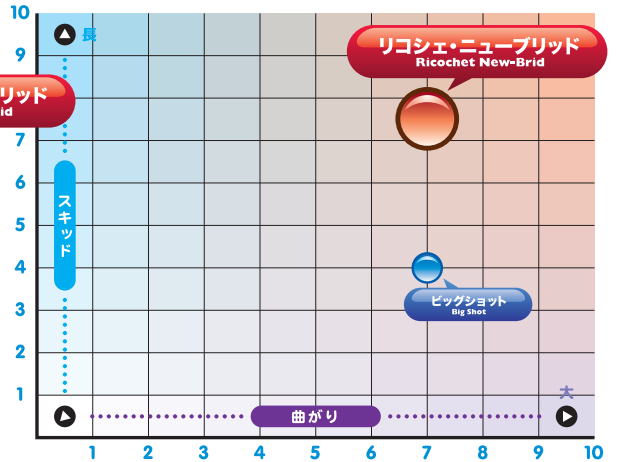 10
長
リコシェ・ニューブリッド
Ricochet New-Brid
9
リッド
id
7
6
スキッド
5
4
ビッグショット
Big Shot
3
2
1
大
曲がり
1 2 3 4 5 6 7 8 9 10